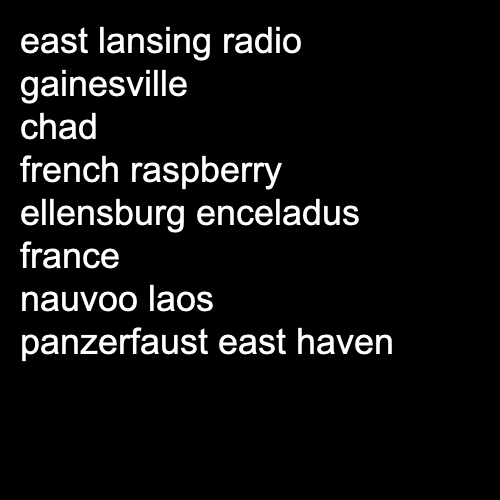 east lansing radio
gainesville
chad
french raspberry
ellensburg enceladus
france
nauvoo laos
panzerfaust east haven